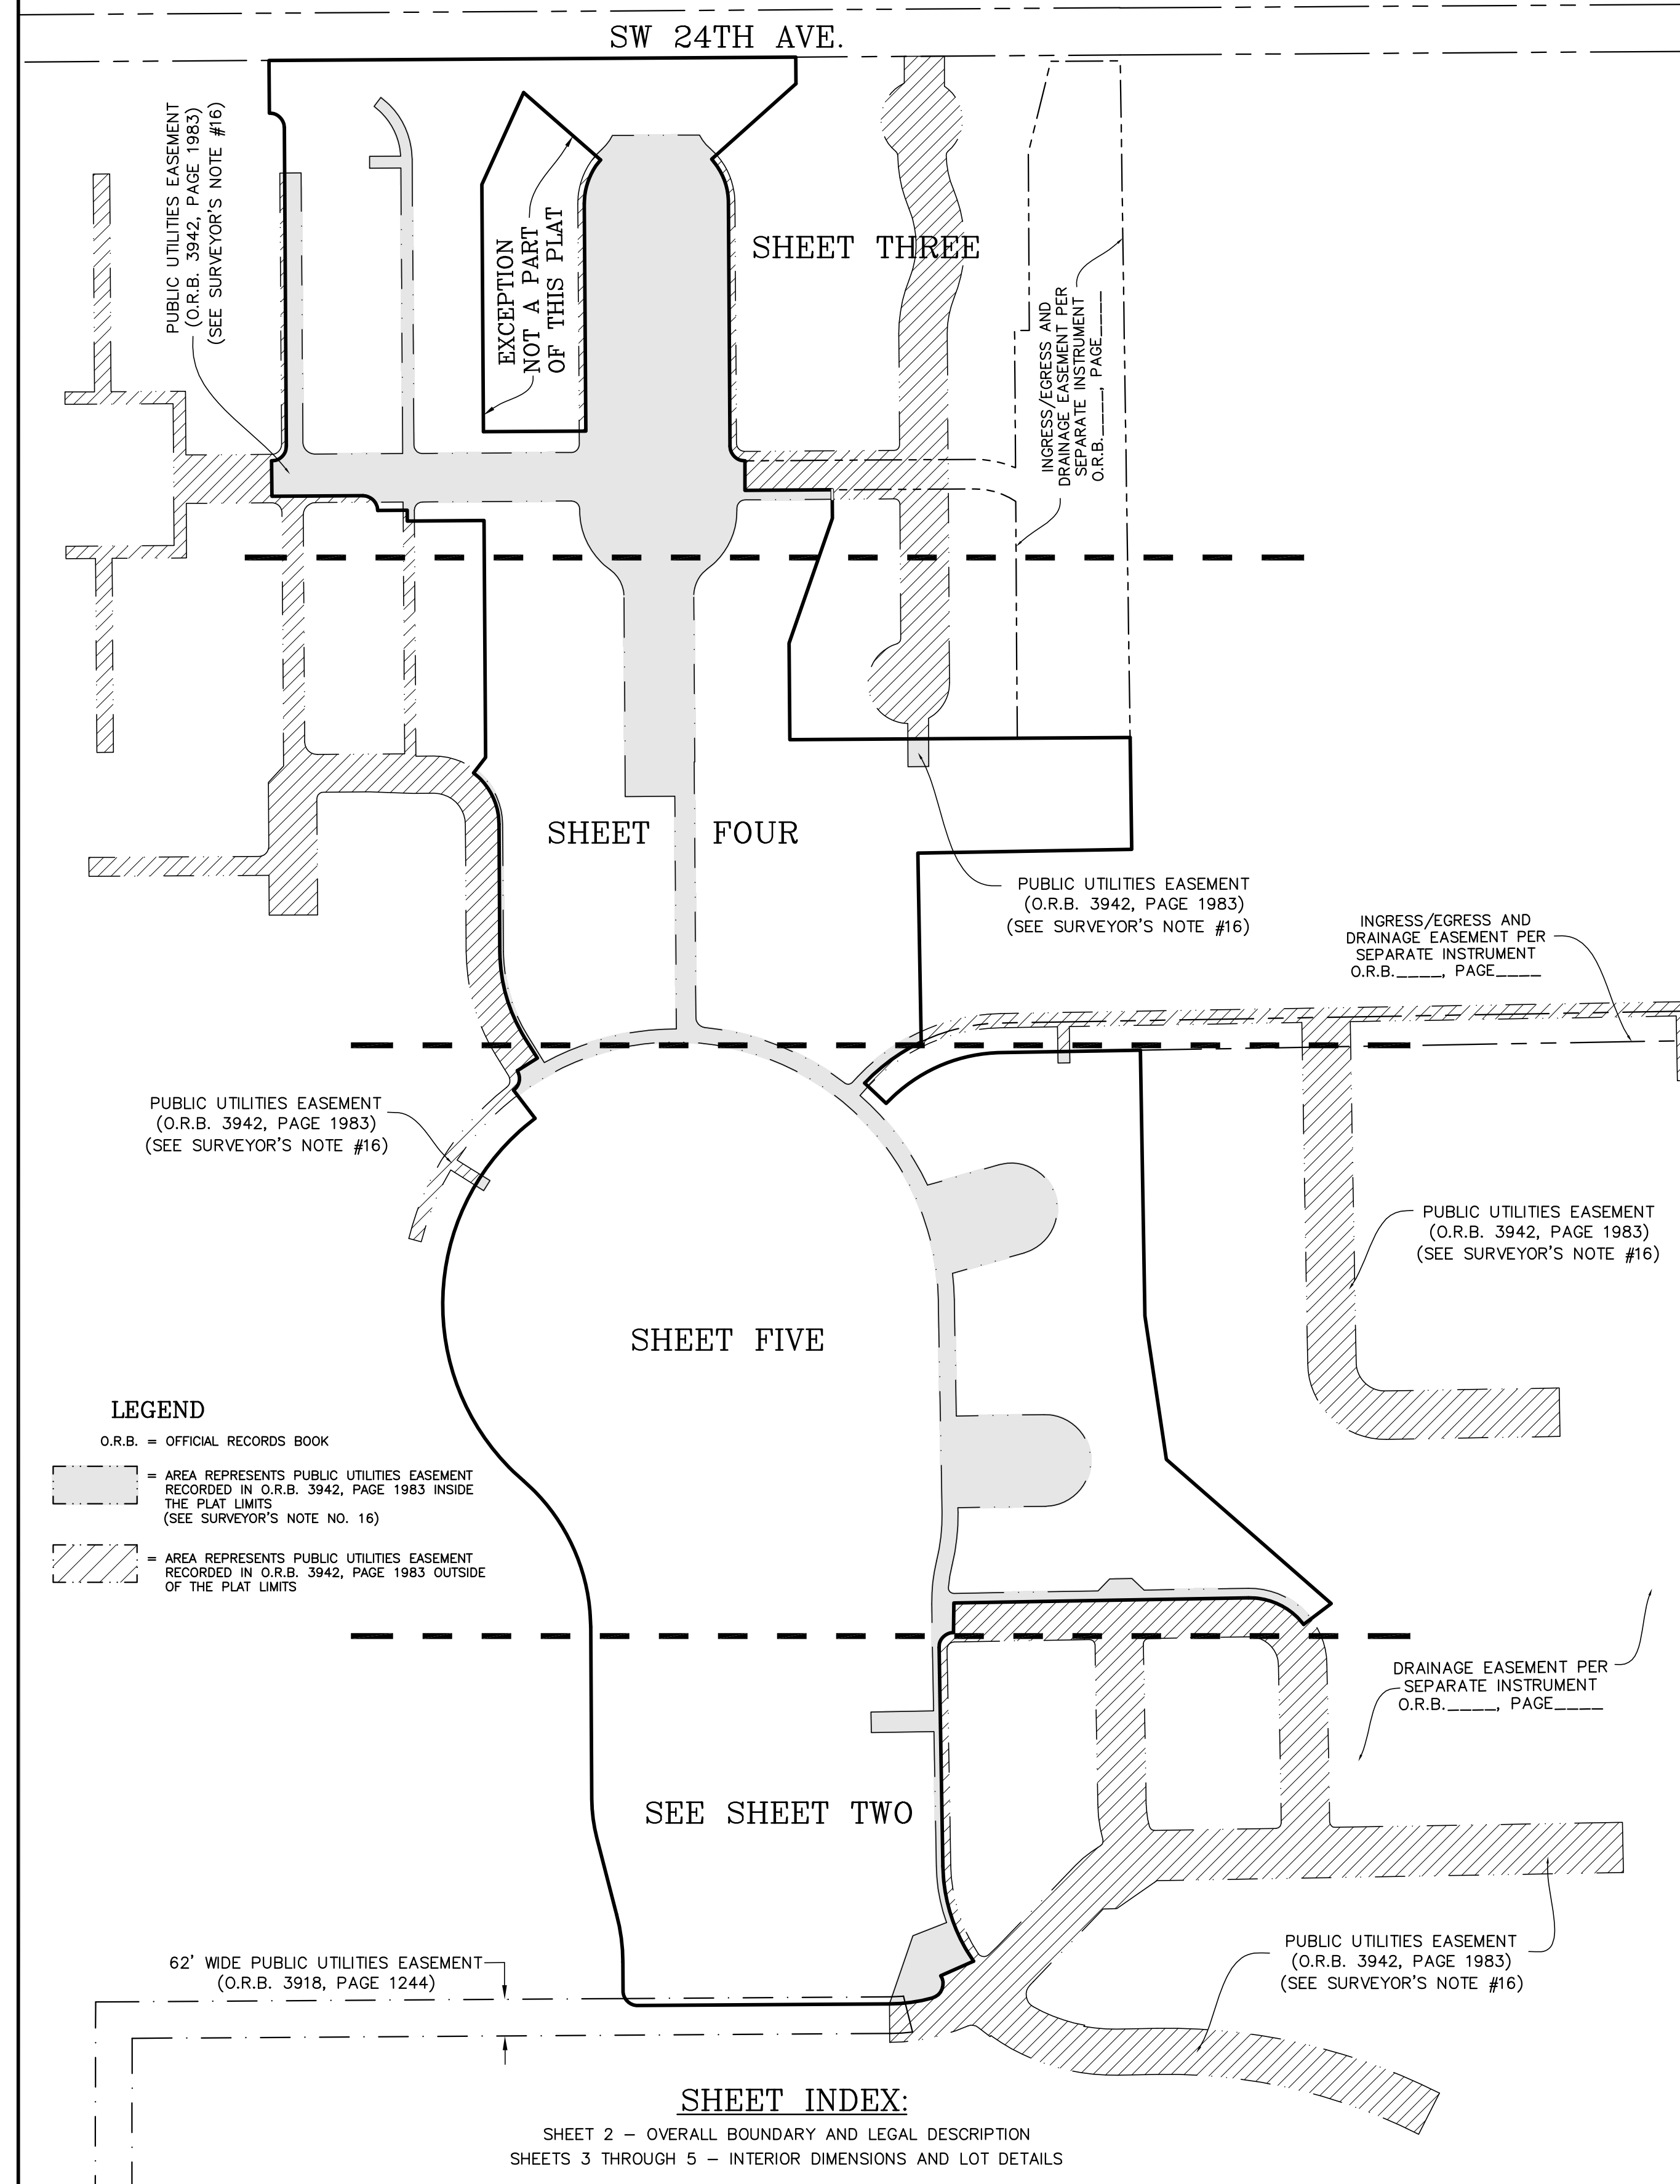 SW 24TH AVE.
PUBLIC UTILITIES EASEMENT
(O.R.B. 3942, PAGE 1983)
(SEE SURVEYOR'S NOTE #16)
EXCEPTION
NOT A PART
OF THIS PLAT
SHEET THREE
INGRESS/EGRESS AND
DRAINAGE EASEMENT PER
SEPARATE INSTRUMENT
O.R.B.____, PAGE____
SHEET FOUR
PUBLIC UTILITIES EASEMENT
(O.R.B. 3942, PAGE 1983)
(SEE SURVEYOR'S NOTE #16)
INGRESS/EGRESS AND
DRAINAGE EASEMENT PER
SEPARATE INSTRUMENT
O.R.B.____, PAGE____
PUBLIC UTILITIES EASEMENT
(O.R.B. 3942, PAGE 1983)
(SEE SURVEYOR'S NOTE #16)
PUBLIC UTILITIES EASEMENT
(O.R.B. 3942, PAGE 1983)
(SEE SURVEYOR'S NOTE #16)
SHEET FIVE
LEGEND
O.R.B. = OFFICIAL RECORDS BOOK
= AREA REPRESENTS PUBLIC UTILITIES EASEMENT
RECORDED IN O.R.B. 3942, PAGE 1983 INSIDE
THE PLAT LIMITS
(SEE SURVEYOR'S NOTE NO. 16)
= AREA REPRESENTS PUBLIC UTILITIES EASEMENT
RECORDED IN O.R.B. 3942, PAGE 1983 OUTSIDE
OF THE PLAT LIMITS
DRAINAGE EASEMENT PER
SEPARATE INSTRUMENT
O.R.B.____, PAGE____
SEE SHEET TWO
PUBLIC UTILITIES EASEMENT
(O.R.B. 3942, PAGE 1983)
(SEE SURVEYOR'S NOTE #16)
62' WIDE PUBLIC UTILITIES EASEMENT
(O.R.B. 3918, PAGE 1244)
SHEET INDEX:
SHEET 2 – OVERALL BOUNDARY AND LEGAL DESCRIPTION
SHEETS 3 THROUGH 5 – INTERIOR DIMENSIONS AND LOT DETAILS